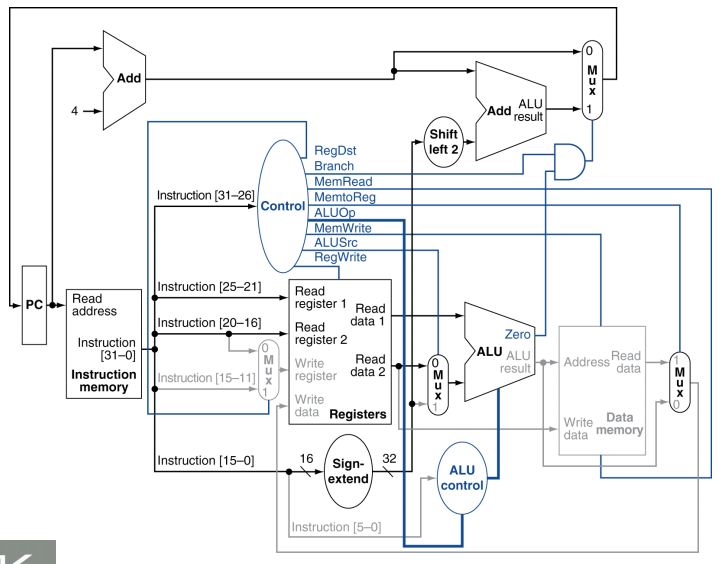 Add
4
Add
ALU
result
0
M
u
x
1
Shift
left 2
RegDst
Branch
MemRead
MemtoReg
ALUOp
MemWrite
ALUSrc
RegWrite
Control
Instruction [31–26]
PC
Read
address
Instruction
[31–0]
Instruction
memory
Instruction [25–21]
Instruction [20–16]
Instruction [15–11]
0
M
u
x
1
Read
register 1
Read
register 2
Write
register
Write
data
Read
data 1
Read
data 2
Registers
0
M
u
x
1
ALU
Zero
ALU
result
Address
Read
data
Write
data
Data
memory
1
M
u
x
0
Instruction [15–0]
16
Sign-
extend
32
ALU
control
Instruction [5–0]